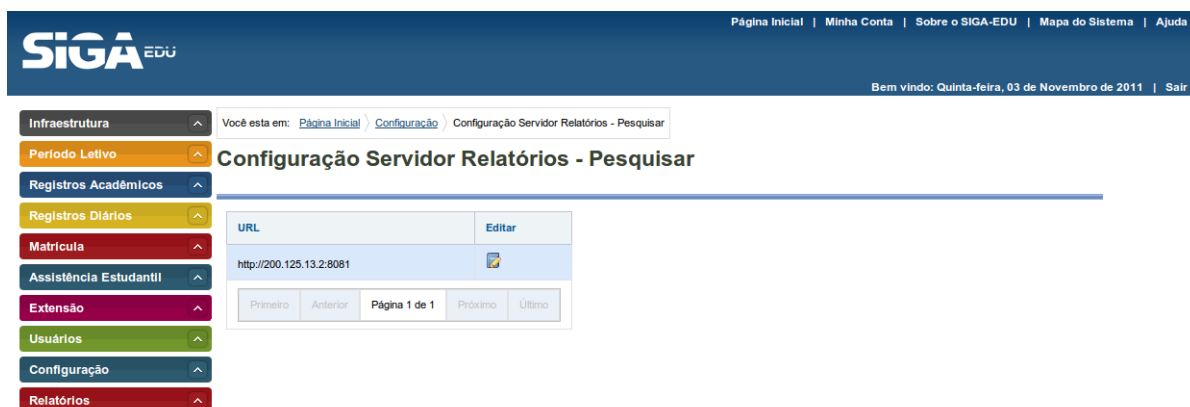 Página Inicial | Minha Conta | Sobre o SIGA-EDU | Mapa do Sistema | Ajuda
SIGA EDU
Bem vindo: Quinta-feira, 03 de Novembro de 2011 | Sair
Infraestrutura
Período Letivo
Registros Acadêmicos
Registros Diários
Matrícula
Assistência Estudantil
Extensão
Usuários
Configuração
Relatórios
Você esta em: Página Inicial Configuração Configuração Servidor Relatórios - Pesquisar
Configuração Servidor Relatórios - Pesquisar
URL Editar
http://200.125.13.2:8081
Primeiro Anterior Página 1 de 1 Próximo Último